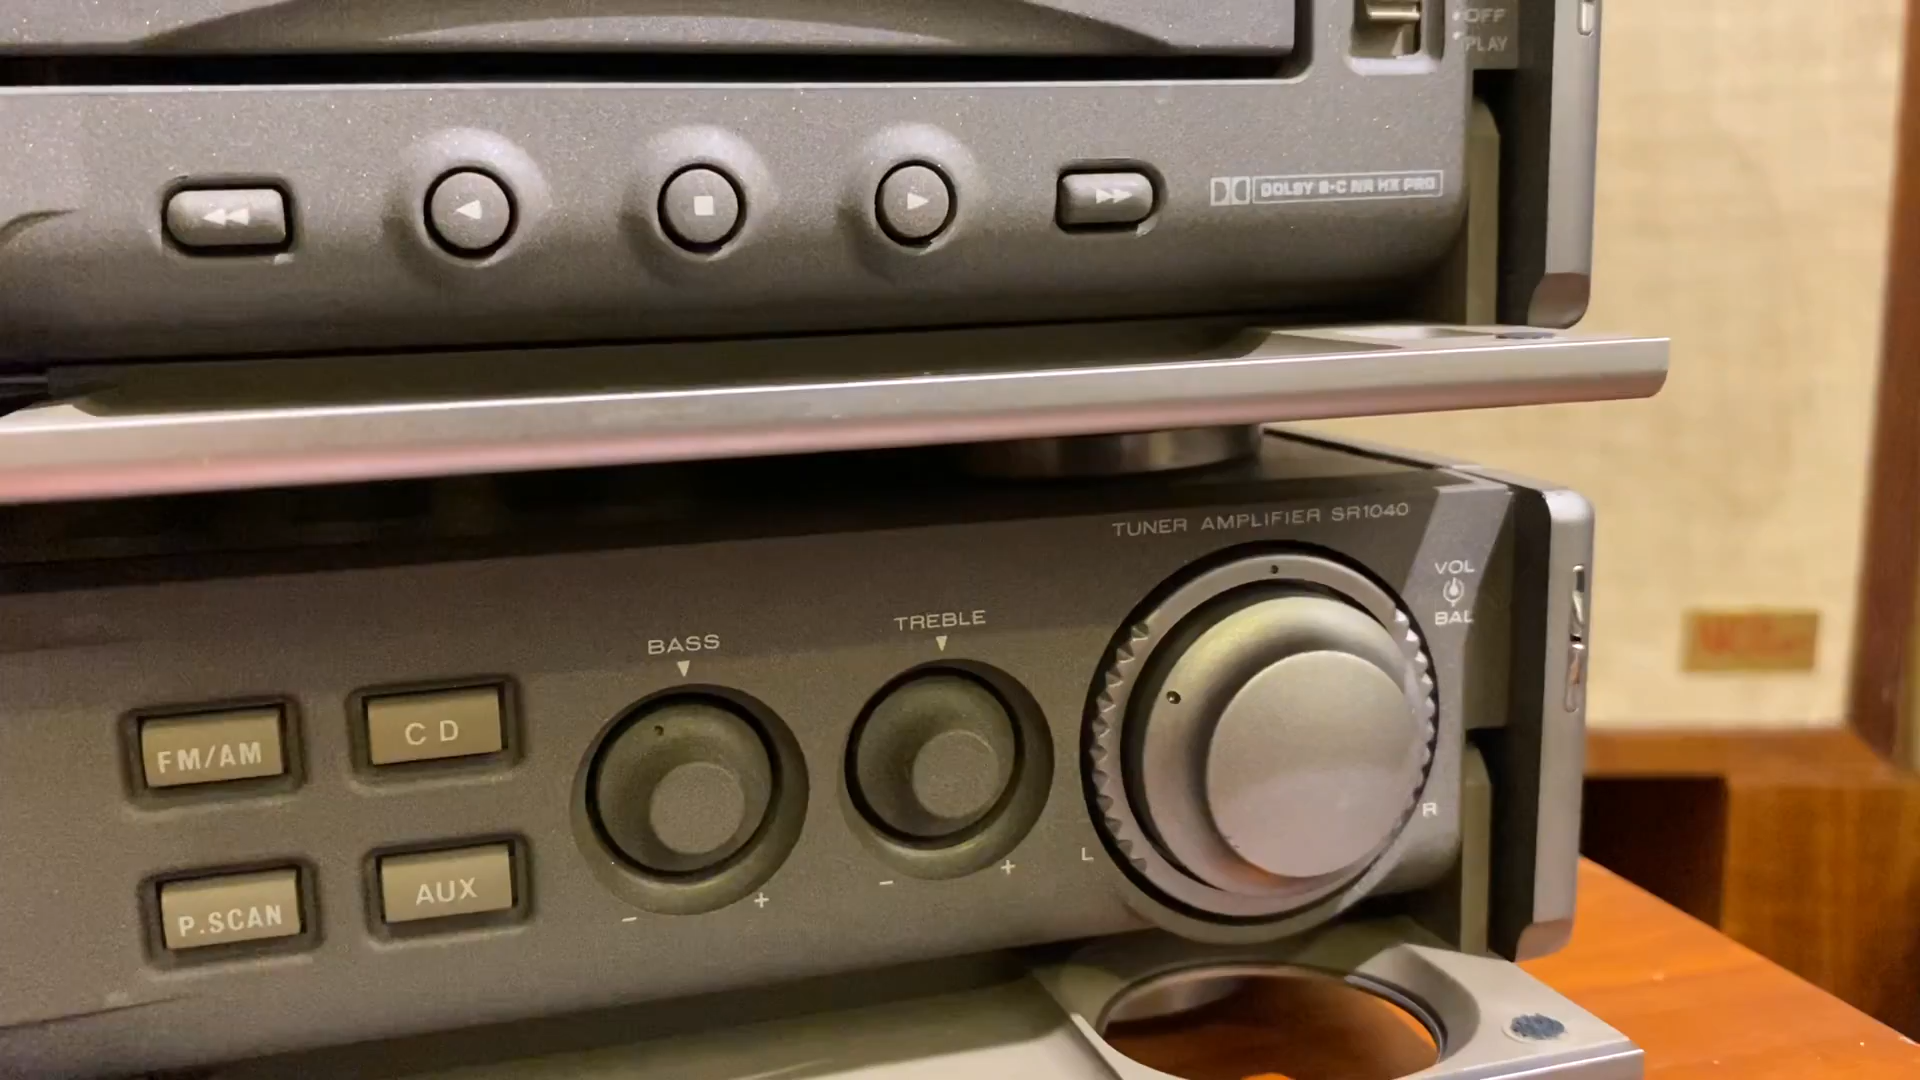 OFF
PLAY
DOLBY B-C NR HX PRO
TUNER AMPLIFIER SR1040
VOL
BAL
BASS
TREBLE
FM/AM
CD
P.SCAN
AUX
- +
- +
L
R